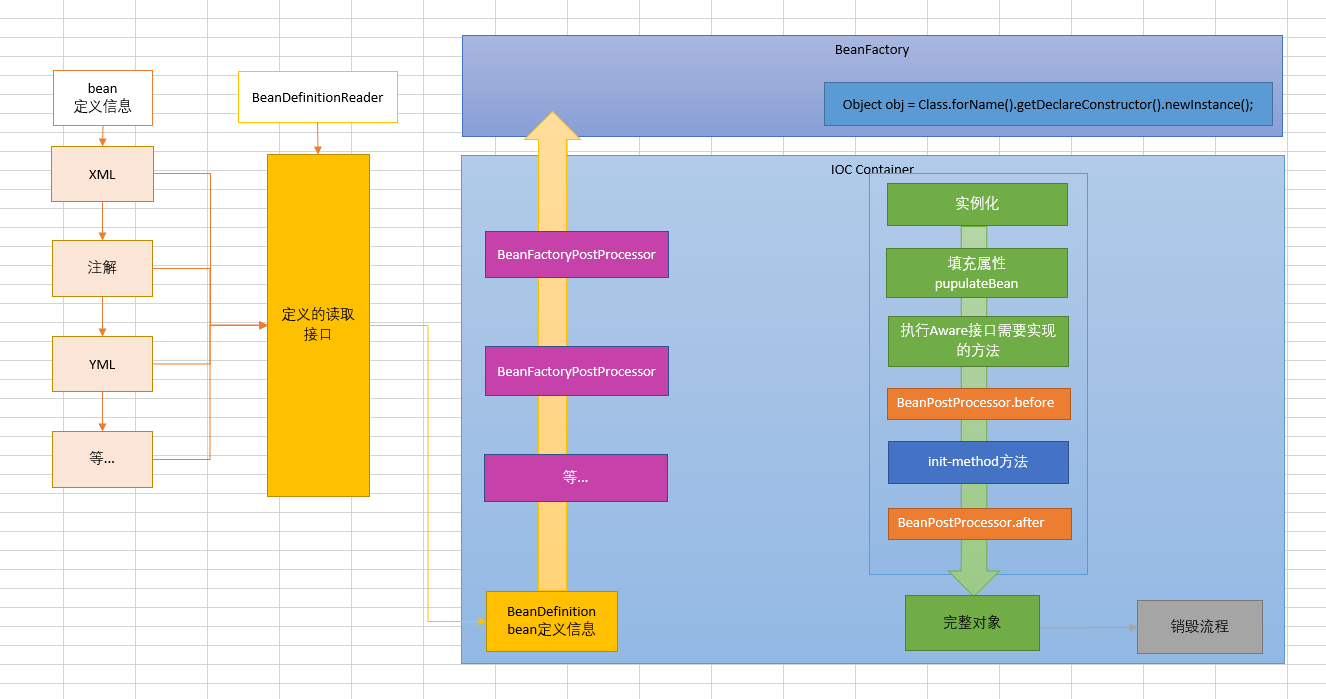 bean
定义信息
XML
注解
YML
等...
BeanDefinitionReader
定义的读取
接口
BeanFactory
Object obj = Class.forName().getDeclareConstructor().newInstance();
IOC Container
BeanFactoryPostProcessor
BeanFactoryPostProcessor
等...
BeanDefinition
bean定义信息
实例化
填充属性
pupulateBean
执行Aware接口需要实现
的方法
BeanPostProcessor.before
init-method方法
BeanPostProcessor.after
完整对象
销毁流程